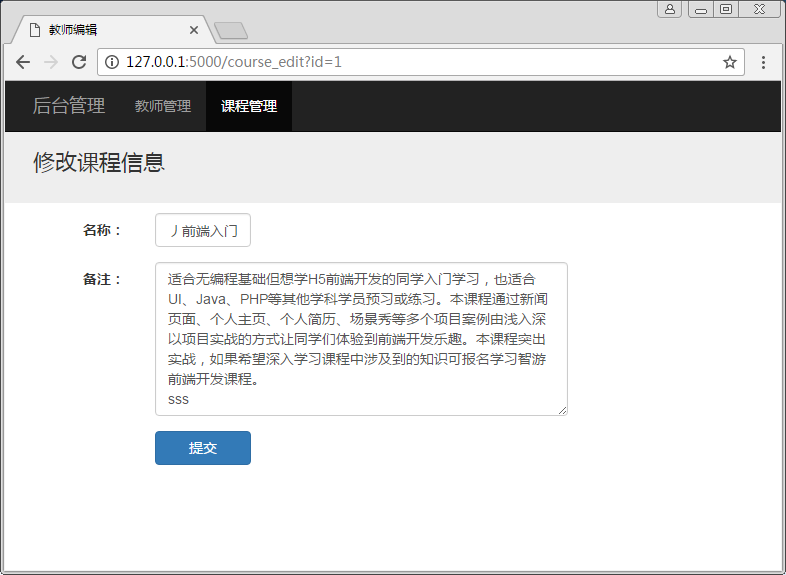 教师编辑
127.0.0.1:5000/course_edit?id=1
后台管理 教师管理 课程管理
修改课程信息
名称： 前端入门
备注： 适合无编程基础但想学H5前端开发的同学入门学习，也适合
UI、Java、PHP等其他学科学员预习或练习。本课程通过新闻
页面、个人主页、个人简历、场景秀等多个项目案例由浅入深
以项目实战的方式让同学们体验到前端开发乐趣。本课程突出
实战，如果希望深入学习课程中涉及到的知识可报名学习智游
前端开发课程。
sss
提交